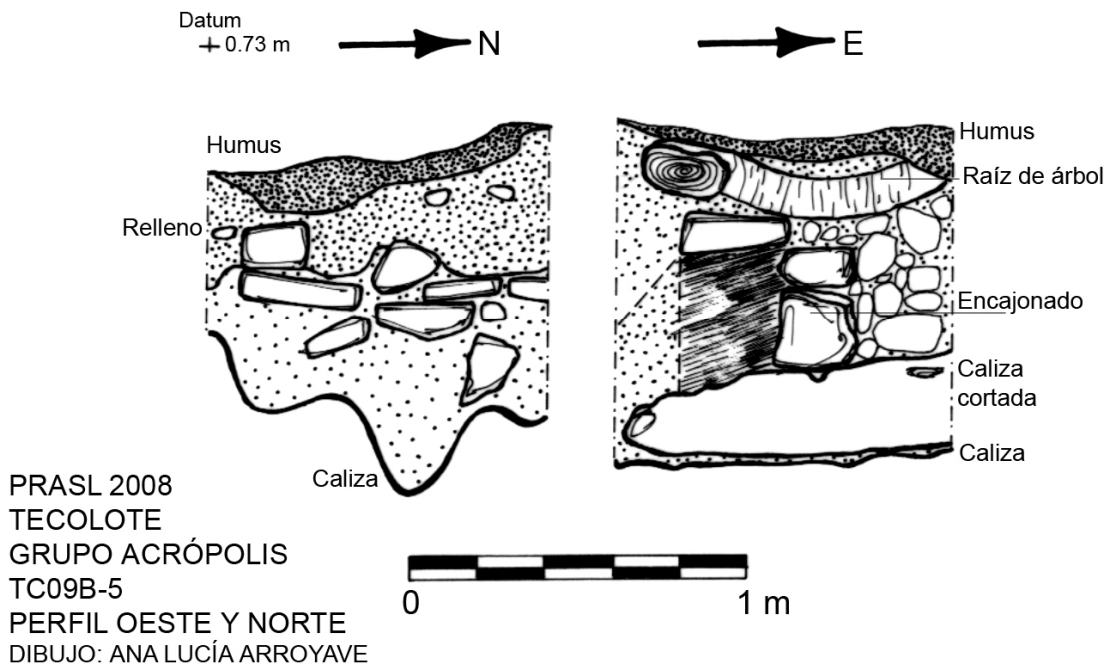 Datum
0.73 m
N
E
Humus
Relleno
Caliza
Humus
Raíz de árbol
Encajonado
Caliza
cortada
Caliza
PRASL 2008
TECOLOTE
GRUPO ACRÓPOLIS
TC09B-5
PERFIL OESTE Y NORTE
DIBUJO: ANA LUCÍA ARROYAVE
0
1 m